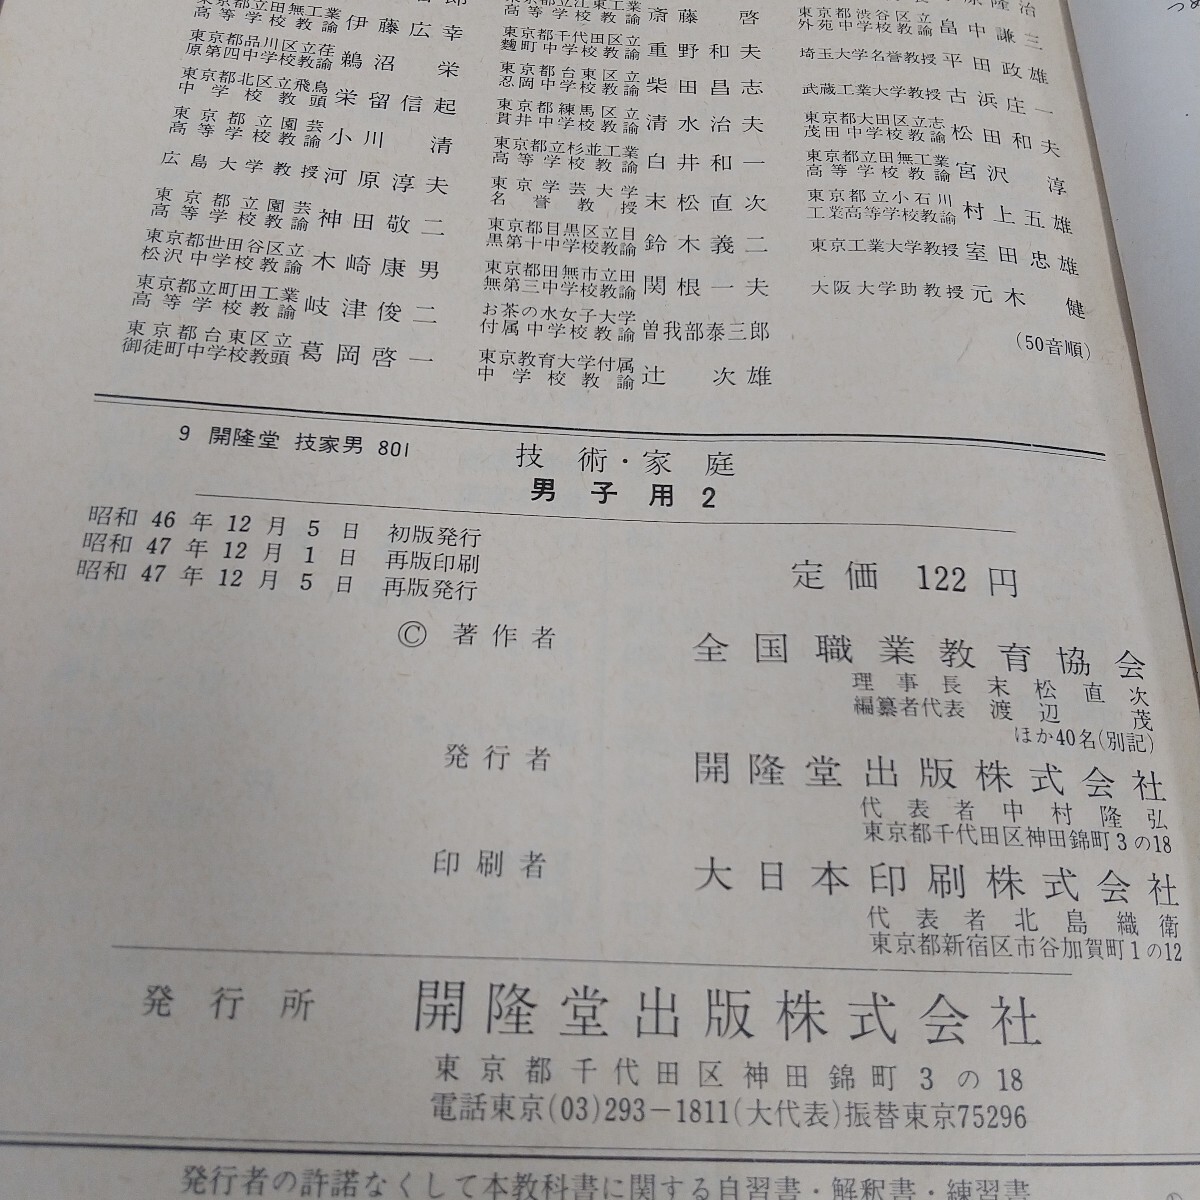 東京都立田無工業
高等学校教諭 伊藤広幸
東京都品川区立荏
原第四中学校教諭 鵜沼栄
東京都北区立飛鳥
中学校教頭 栄留信起
東京都立園芸
高等学校教諭 小川清
広島大学教授 河原淳夫
東京都立園芸
高等学校教諭 神田敬二
東京都世田谷区立
松沢中学校教諭 木崎康男
東京都立町田工業
高等学校教諭 岐津俊二
東京都台東区立
御徒町中学校教頭 葛岡啓一
東京都立江東工業
高等学校教諭 斎藤啓
東京都千代田区立
麹町中学校教諭 重野和夫
東京都台東区立
忍岡中学校教諭 柴田昌志
東京都練馬区立
貫井中学校教諭 清水治夫
東京都立杉並工業
高等学校教諭 白井和一
東京学芸大学
名誉教授 末松直次
東京都目黒区立目
黒第十中学校教諭 鈴木義二
東京都田無市立田
無第三中学校教諭 関根一夫
お茶の水女子大学
付属中学校教諭 曽我部泰三郎
東京教育大学付属
中学校教諭 辻次雄
東京都渋谷区立
外苑中学校教諭 畠中謙三
埼玉大学名誉教授 平田政雄
武蔵工業大学教授 古浜庄一
東京都大田区立志
茂田中学校教諭 松田和夫
東京都立田無工業
高等学校教諭 宮沢淳
東京都立小石川
工業高等学校教諭 村上五雄
東京工業大学教授 室田忠雄
大阪大学助教授 元木健
(50音順)
9 開隆堂 技家男 801
技術・家庭
男子用2
昭和46年12月5日 初版発行
昭和47年12月1日 再版印刷
昭和47年12月5日 再版発行
定価 122円
© 著作者 全国職業教育協会
理事長 末松直次
編纂者代表 渡辺茂
ほか40名(別記)
発行者 開隆堂出版株式会社
代表者 中村隆弘
東京都千代田区神田錦町3の18
印刷者 大日本印刷株式会社
代表者 北島織衛
東京都新宿区市谷加賀町1の12
発行所 開隆堂出版株式会社
東京都千代田区神田錦町3の18
電話東京(03)293-1811(大代表)振替東京75296
発行者の許諾なくして本教科書に関する自習書・解釈書・練習書